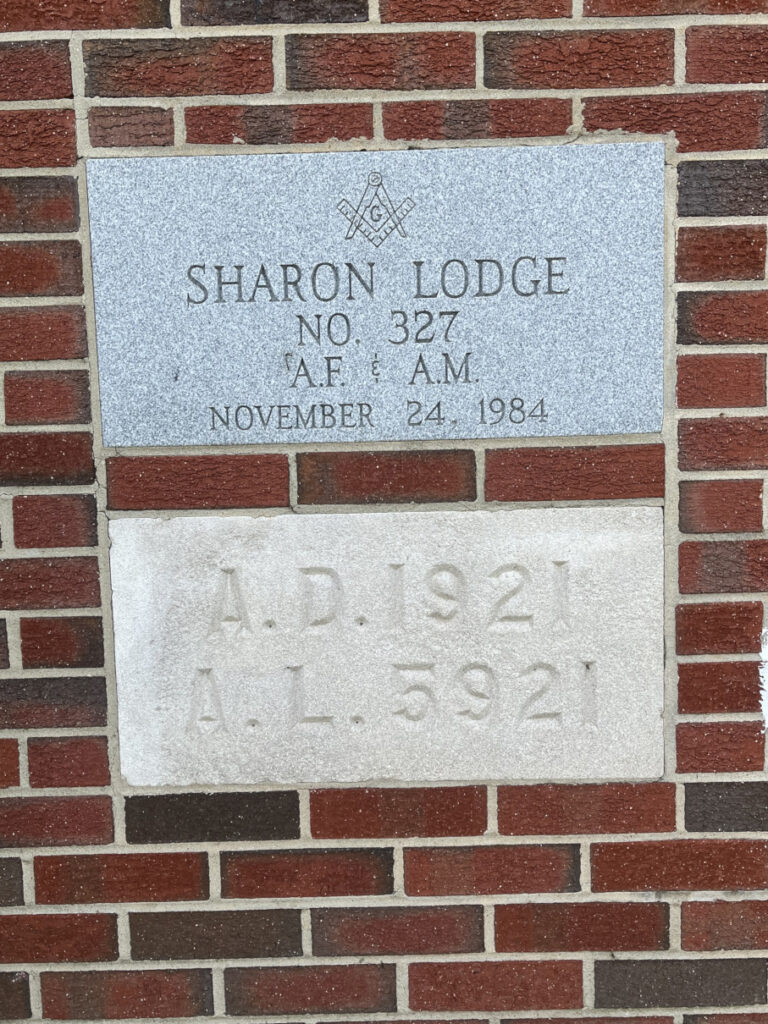 G
SHARON LODGE
NO. 327
A.F. & A.M.
NOVEMBER 24, 1984
A.D. 1921
A.L. 5921